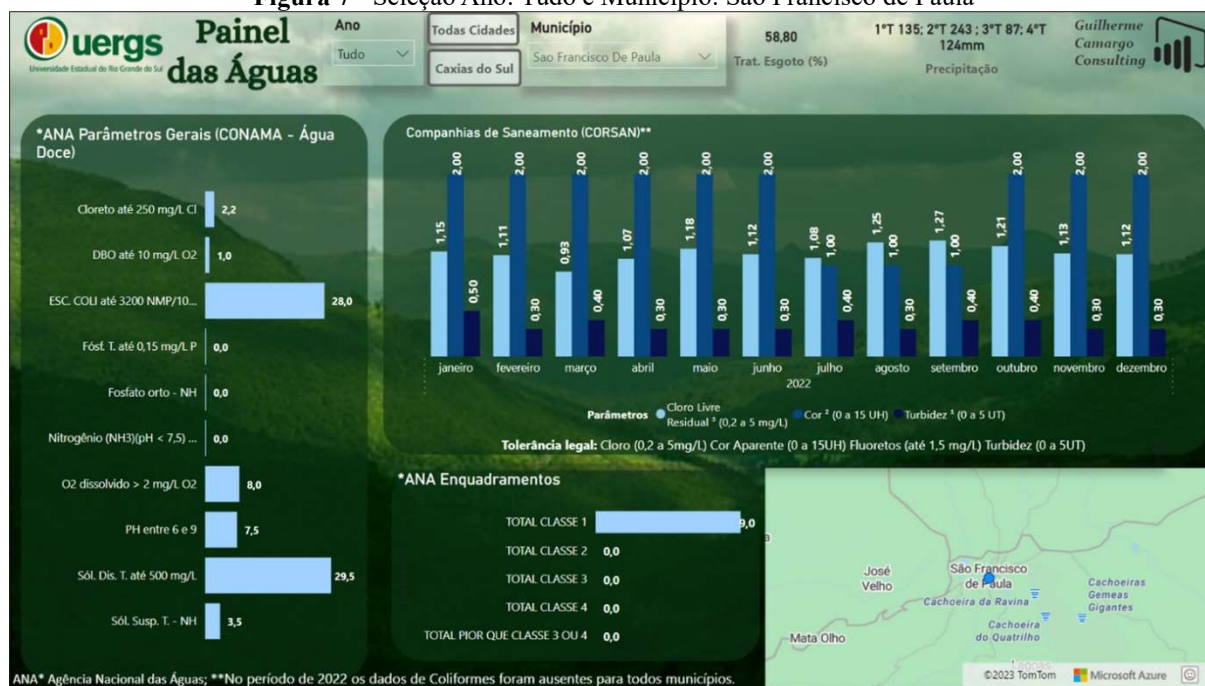 Figura 7 - Seleção Ano: Tudo e Município: São Francisco de Paula
uergs
Universidade Estadual do Rio Grande do Sul
Painel
das Águas
Ano
Tudo
Todas Cidades
Caxias do Sul
Município
Sao Francisco De Paula
58,80
Trat. Esgoto (%)
1°T 135; 2°T 243 ; 3°T 87; 4°T
124mm
Precipitação
Guilherme
Camargo
Consulting
*ANA Parâmetros Gerais (CONAMA - Água
Doce)
Cloreto até 250 mg/L Cl 2,2
DBO até 10 mg/L O2 1,0
ESC. COLI até 3200 NMP/10... 28,0
Fósf. T. até 0,15 mg/L P 0,0
Fosfato orto - NH 0,0
Nitrogênio (NH3)(pH < 7,5) ... 0,0
O2 dissolvido > 2 mg/L O2 8,0
PH entre 6 e 9 7,5
Sól. Dis. T. até 500 mg/L 29,5
Sól. Susp. T. - NH 3,5
Companhias de Saneamento (CORSAN)**
1,15 2,00 0,50 1,11 2,00 0,30 0,93 2,00 0,40 1,07 2,00 0,30 1,18 2,00 0,30 1,12 2,00 0,30 1,08 1,00 0,40 1,25 1,00 0,30 1,27 1,00 0,40 1,21 2,00 0,40 1,13 2,00 0,30 1,12 2,00 0,30
janeiro fevereiro março abril maio junho julho agosto setembro outubro novembro dezembro
2022
Parâmetros Cloro Livre
Residual ³ (0,2 a 5 mg/L) Cor ² (0 a 15 UH) Turbidez ³ (0 a 5 UT)
Tolerância legal: Cloro (0,2 a 5mg/L) Cor Aparente (0 a 15UH) Fluoretos (até 1,5 mg/L) Turbidez (0 a 5UT)
*ANA Enquadramentos
TOTAL CLASSE 1 9,0
TOTAL CLASSE 2 0,0
TOTAL CLASSE 3 0,0
TOTAL CLASSE 4 0,0
TOTAL PIOR QUE CLASSE 3 OU 4 0,0
José
Velho
São Francisco
de Paula
Cachoeira da Ravina
Cachoeiras
Gemeas
Gigantes
Cachoeira
do Quatrilho
Mata Olho
©2023 TomTom
Microsoft Azure
ANA* Agência Nacional das Águas; **No período de 2022 os dados de Coliformes foram ausentes para todos municípios.